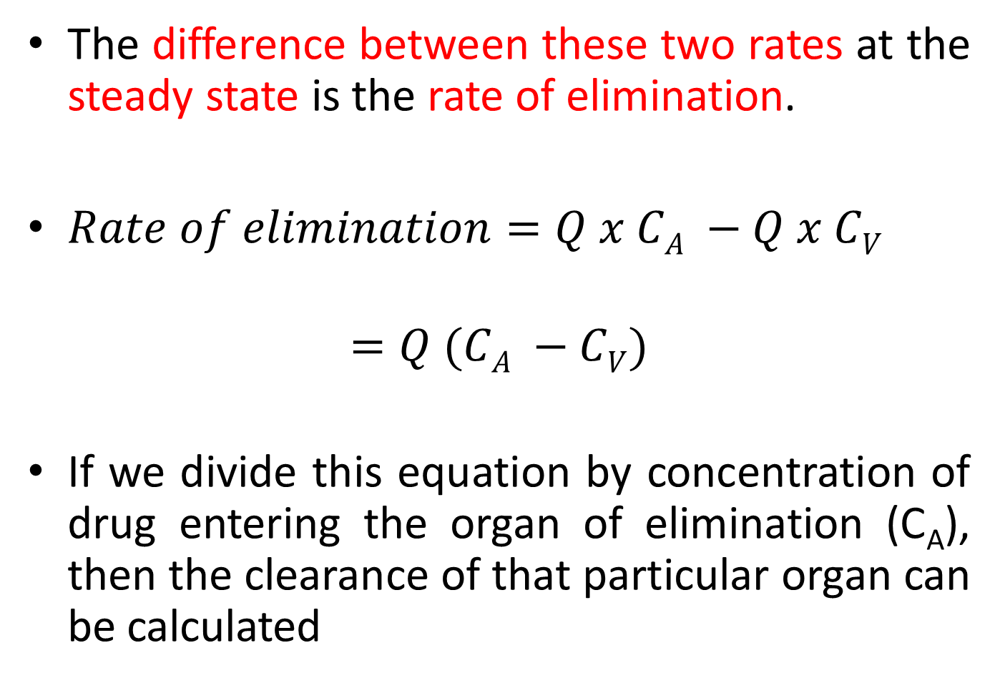 • The difference between these two rates at the
steady state is the rate of elimination.
• Rate of elimination = Q x C_A − Q x C_V
= Q (C_A − C_V)
• If we divide this equation by concentration of
drug entering the organ of elimination (C_A),
then the clearance of that particular organ can
be calculated